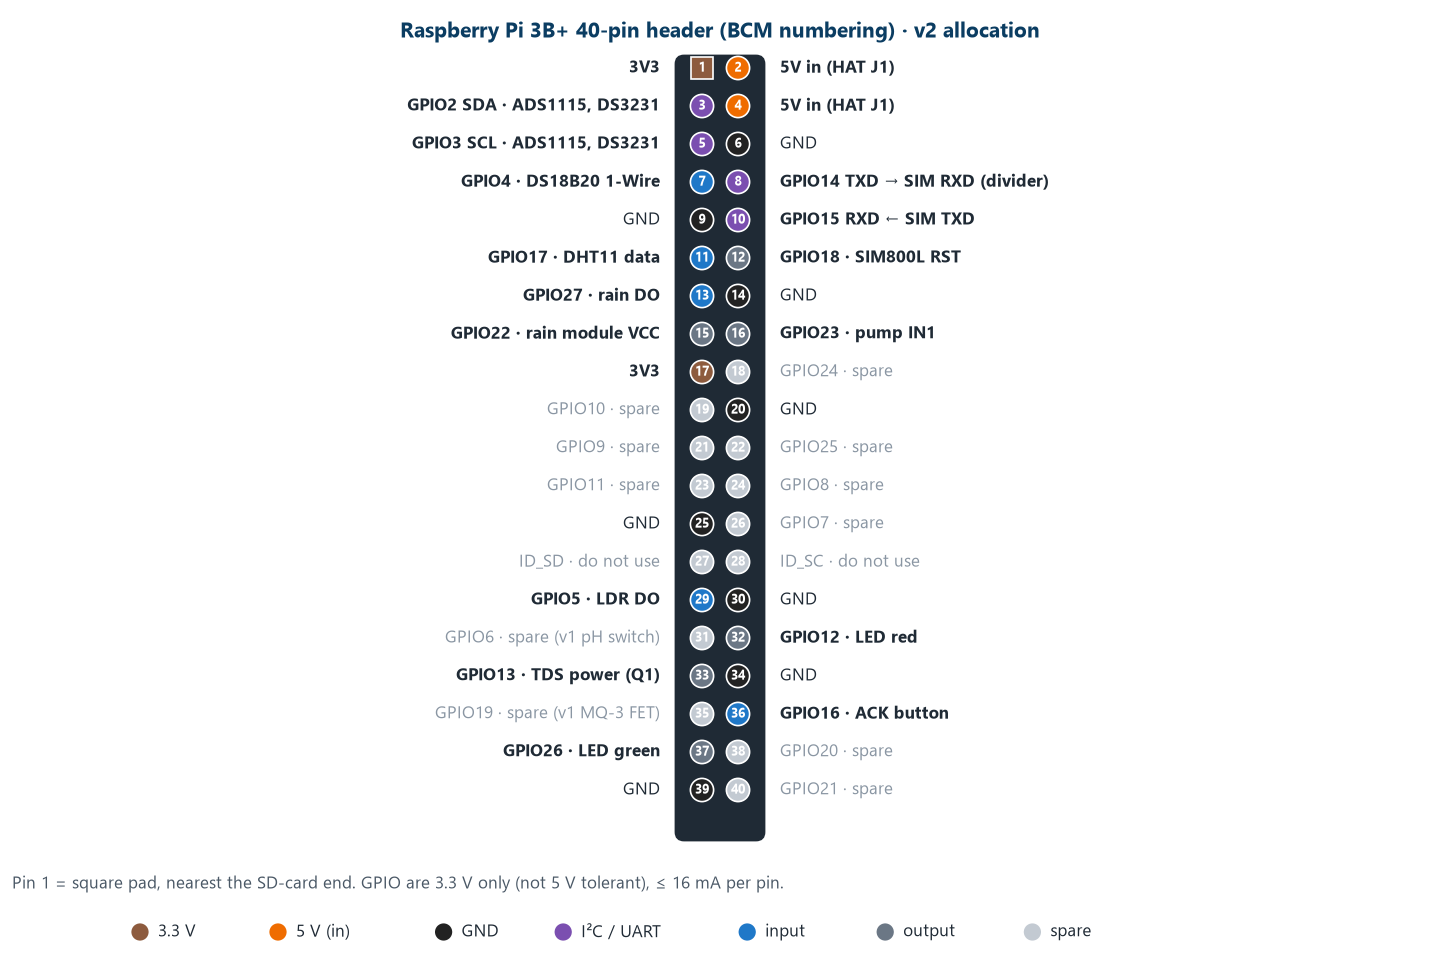 Raspberry Pi 3B+ 40-pin header (BCM numbering) · v2 allocation
3V3 1 2 5V in (HAT J1)
GPIO2 SDA · ADS1115, DS3231 3 4 5V in (HAT J1)
GPIO3 SCL · ADS1115, DS3231 5 6 GND
GPIO4 · DS18B20 1-Wire 7 8 GPIO14 TXD → SIM RXD (divider)
GND 9 10 GPIO15 RXD ← SIM TXD
GPIO17 · DHT11 data 11 12 GPIO18 · SIM800L RST
GPIO27 · rain DO 13 14 GND
GPIO22 · rain module VCC 15 16 GPIO23 · pump IN1
3V3 17 18 GPIO24 · spare
GPIO10 · spare 19 20 GND
GPIO9 · spare 21 22 GPIO25 · spare
GPIO11 · spare 23 24 GPIO8 · spare
GND 25 26 GPIO7 · spare
ID_SD · do not use 27 28 ID_SC · do not use
GPIO5 · LDR DO 29 30 GND
GPIO6 · spare (v1 pH switch) 31 32 GPIO12 · LED red
GPIO13 · TDS power (Q1) 33 34 GND
GPIO19 · spare (v1 MQ-3 FET) 35 36 GPIO16 · ACK button
GPIO26 · LED green 37 38 GPIO20 · spare
GND 39 40 GPIO21 · spare
Pin 1 = square pad, nearest the SD-card end. GPIO are 3.3 V only (not 5 V tolerant), ≤ 16 mA per pin.
3.3 V 5 V (in) GND I²C / UART input output spare